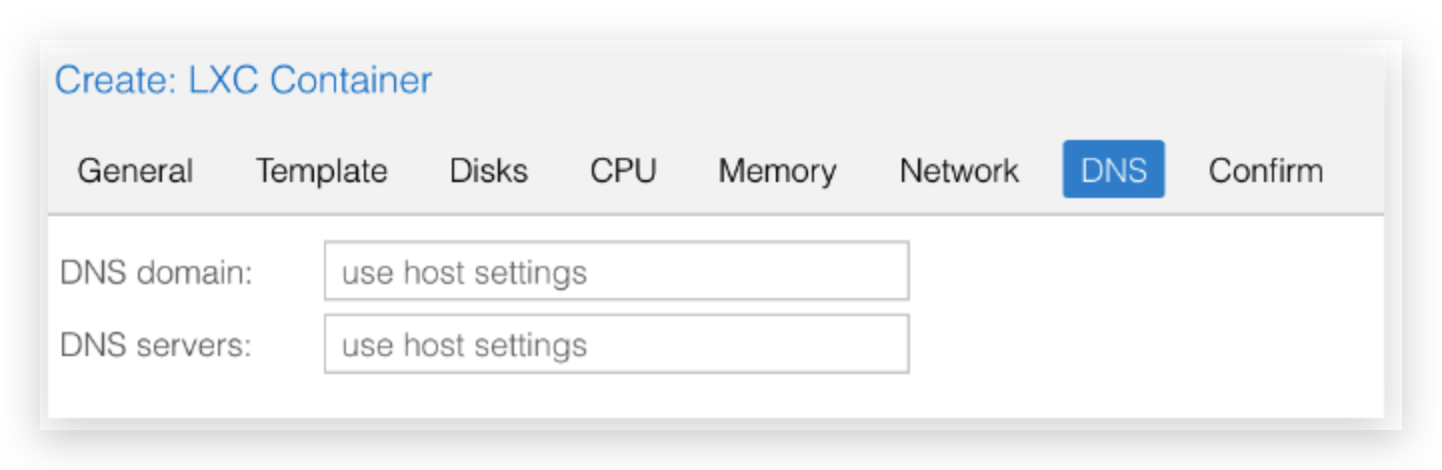 Create: LXC Container
General Template Disks CPU Memory Network DNS Confirm
DNS domain: use host settings
DNS servers: use host settings